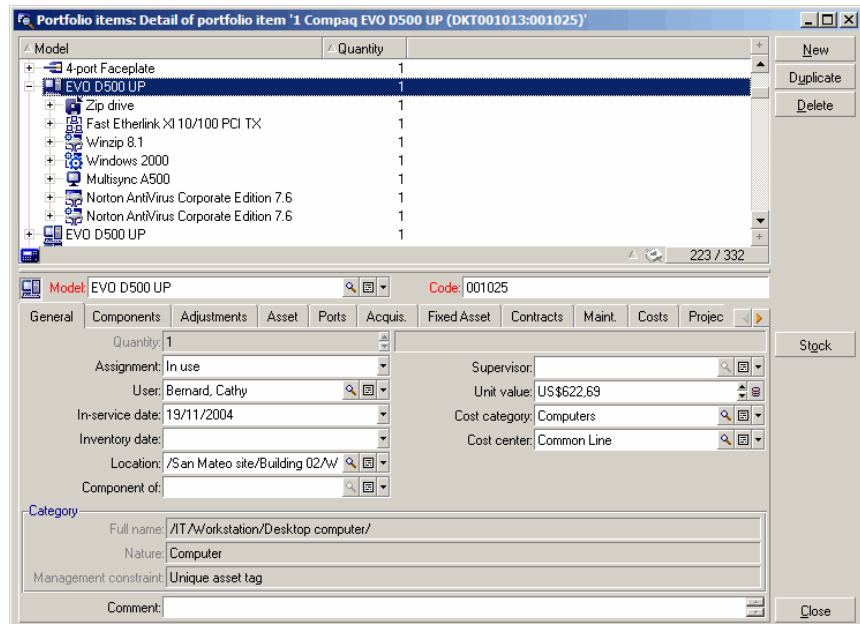 Portfolio items: Detail of portfolio item '1 Compaq EVO D500 UP (DKT001013:001025)'
Model Quantity
4-port Faceplate 1
EVO D500 UP 1
Zip drive 1
Fast Etherlink XI 10/100 PCI TX 1
Winzip 8.1 1
Windows 2000 1
Multisync A500 1
Norton AntiVirus Corporate Edition 7.6 1
Norton AntiVirus Corporate Edition 7.6 1
EVO D500 UP 1
223 / 332
New
Duplicate
Delete
Model: EVO D500 UP Code: 001025
General Components Adjustments Asset Ports Acquis. Fixed Asset Contracts Maint. Costs Projec
Quantity: 1
Assignment: In use Supervisor:
User: Bernard, Cathy Unit value: US$622,69
In-service date: 19/11/2004 Cost category: Computers
Inventory date: Cost center: Common Line
Location: /San Mateo site/Building 02/W
Component of:
Category
Full name: /IT/Workstation/Desktop computer/
Nature: Computer
Management constraint: Unique asset tag
Comment:
Stock
Close